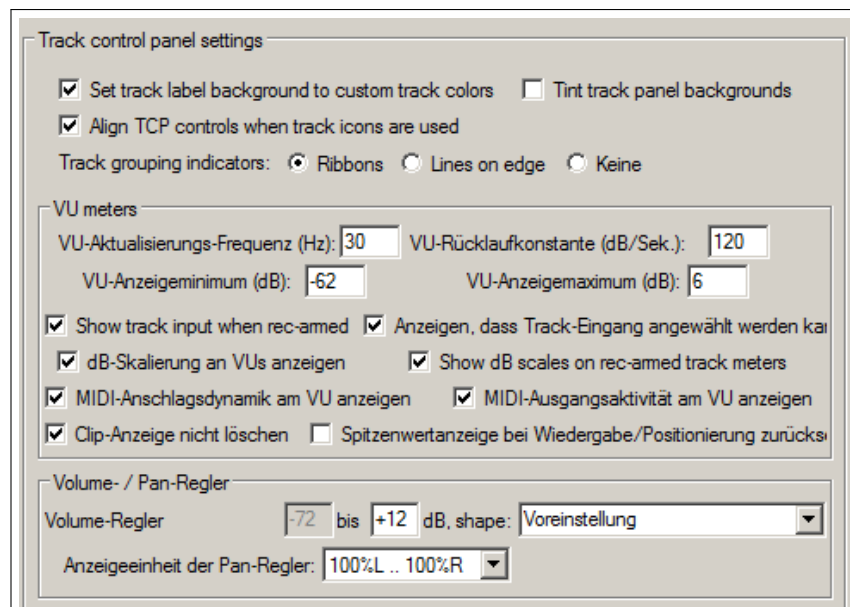 Track control panel settings
Set track label background to custom track colors Tint track panel backgrounds
Align TCP controls when track icons are used
Track grouping indicators: Ribbons Lines on edge Keine
VU meters
VU-Aktualisierungs-Frequenz (Hz): 30 VU-Rücklaufkonstante (dB/Sek.): 120
VU-Anzeigeminimum (dB): -62 VU-Anzeigemaximum (dB): 6
Show track input when rec-armed Anzeigen, dass Track-Eingang angewählt werden kan
dB-Skalierung an VUs anzeigen Show dB scales on rec-armed track meters
MIDI-Anschlagsdynamik am VU anzeigen MIDI-Ausgangsaktivität am VU anzeigen
Clip-Anzeige nicht löschen Spitzenwertanzeige bei Wiedergabe/Positionierung zurückse
Volume- / Pan-Regler
Volume-Regler -72 bis +12 dB, shape: Voreinstellung
Anzeigeeinheit der Pan-Regler: 100%L .. 100%R